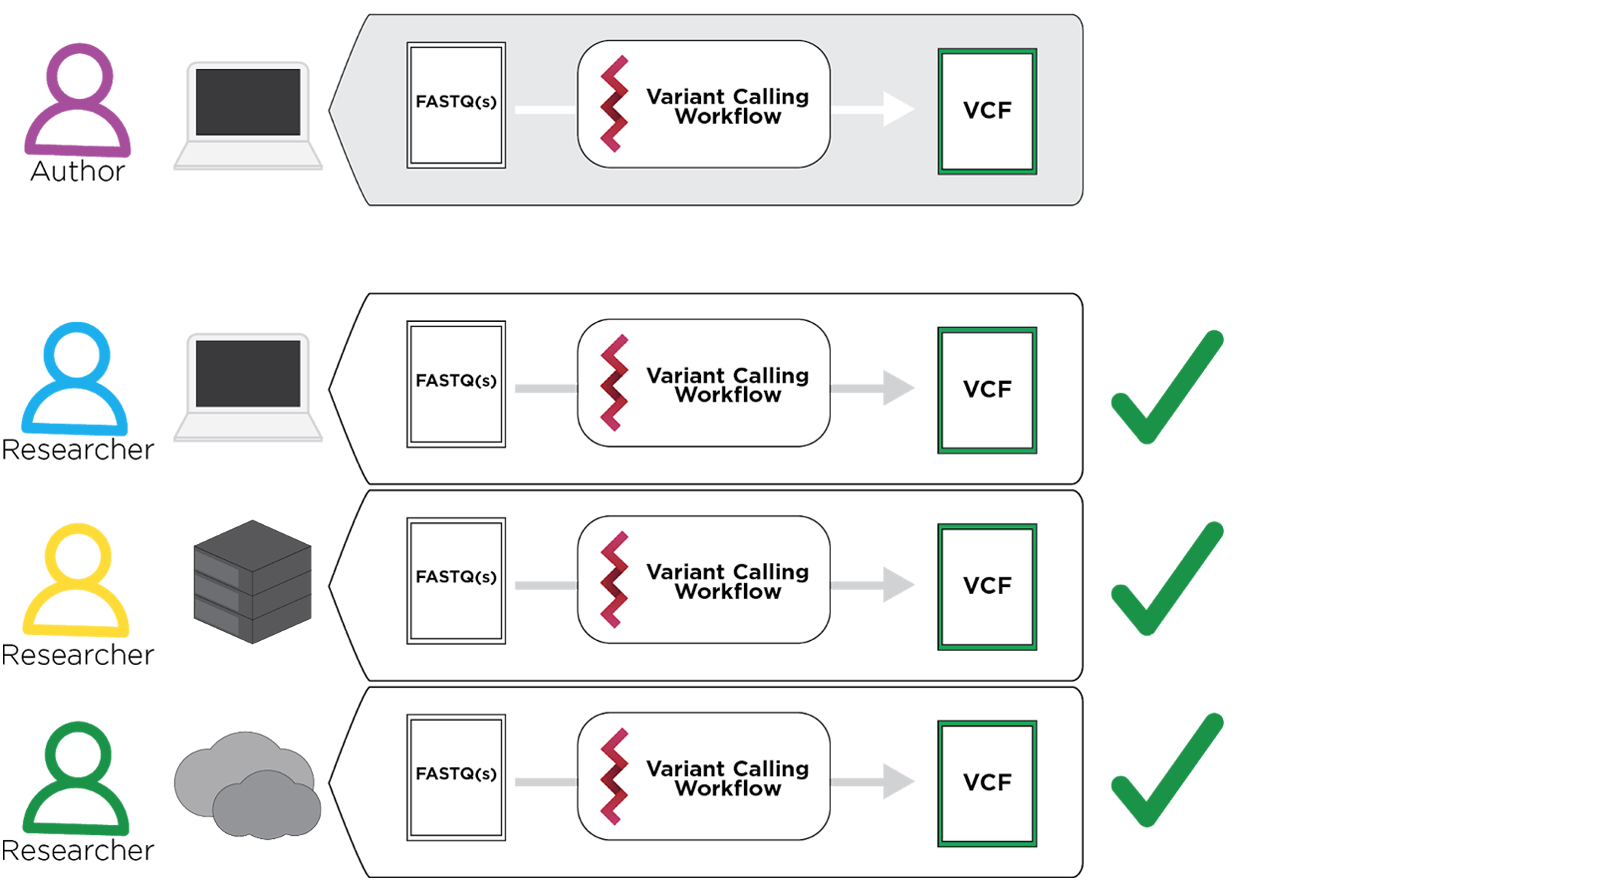 Author
FASTQ(s)
Variant Calling
Workflow
VCF
Researcher
FASTQ(s)
Variant Calling
Workflow
VCF
Researcher
FASTQ(s)
Variant Calling
Workflow
VCF
Researcher
FASTQ(s)
Variant Calling
Workflow
VCF